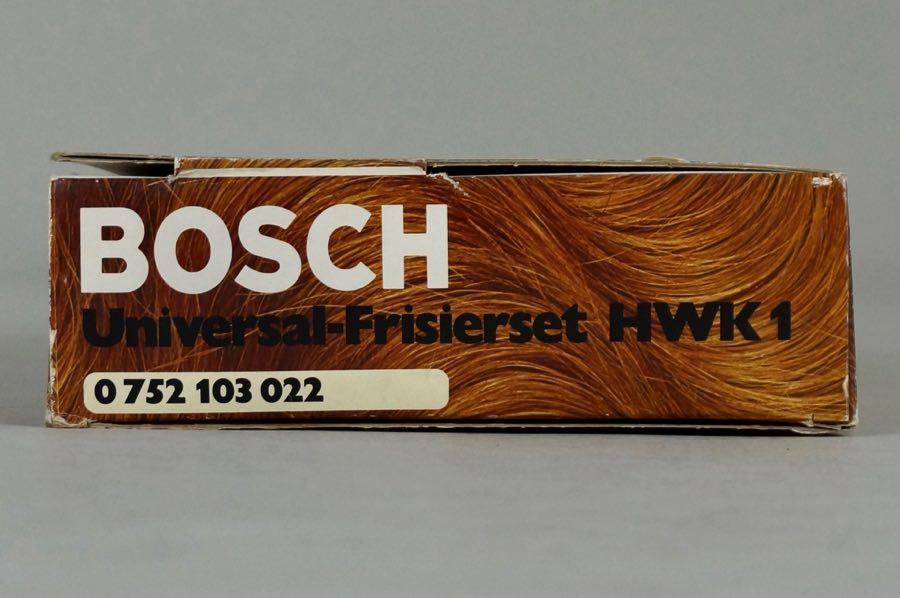 BOSCH
Universal-Frisierset HWK 1
0 752 103 022